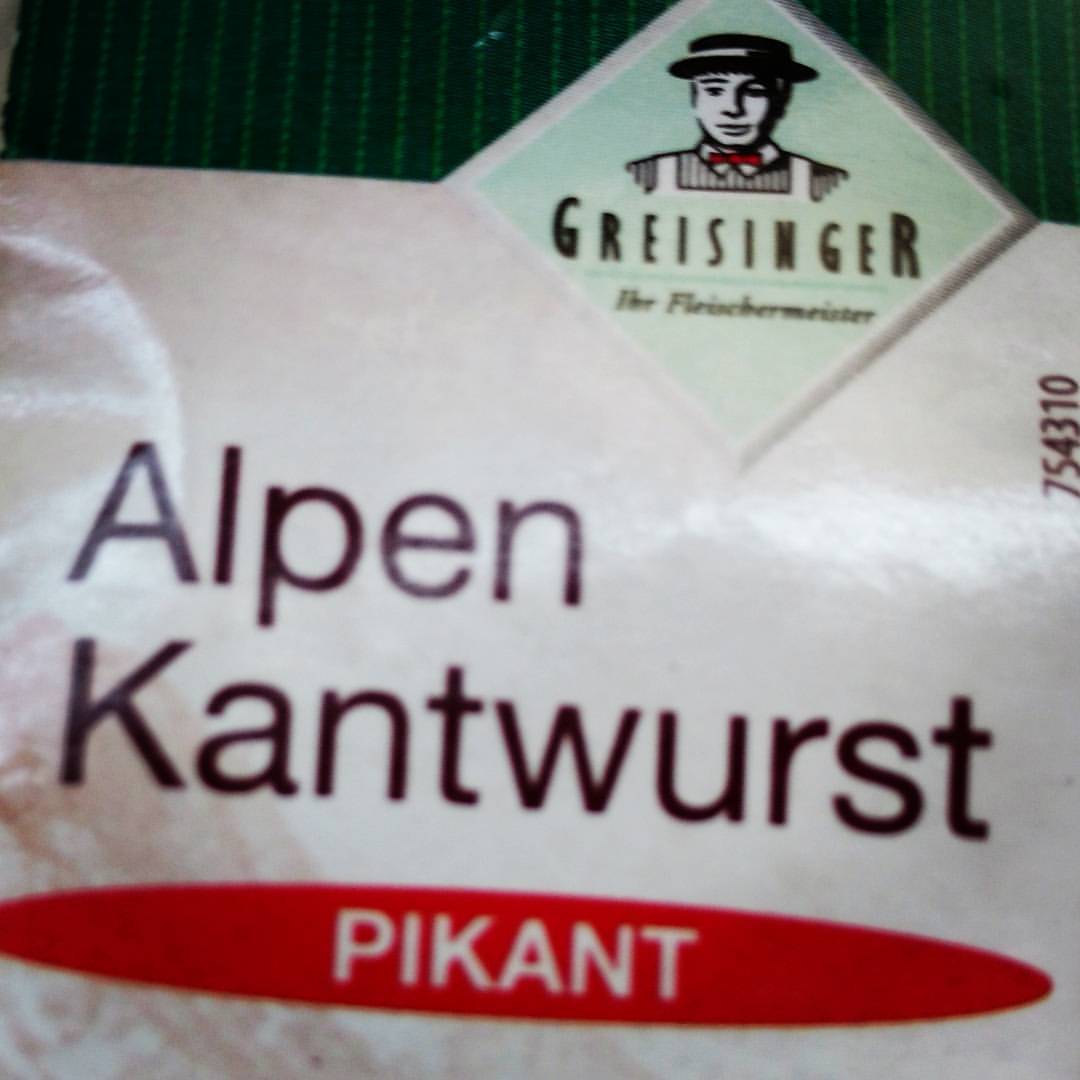 GREISINGER
Ihr Fleischermeister
754310
Alpen
Kantwurst
PIKANT